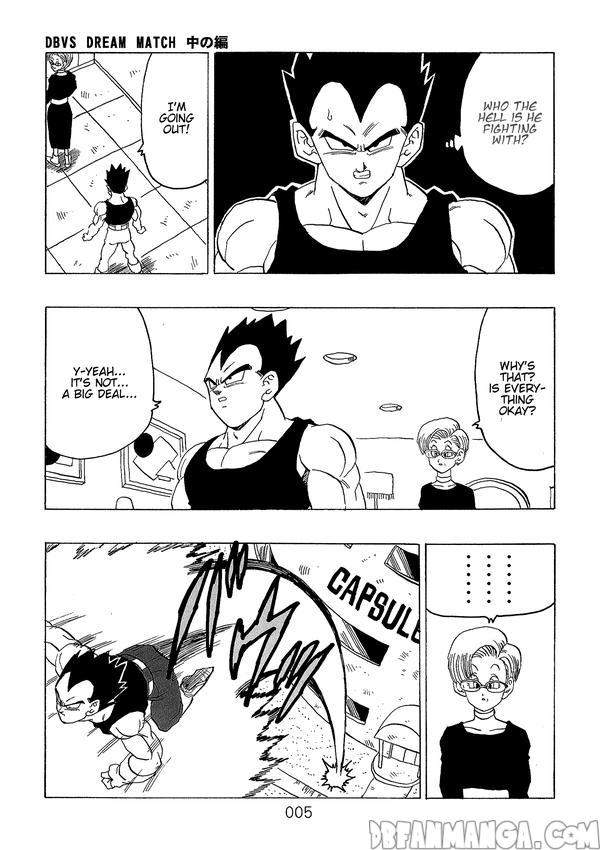 DBVS DREAM MATCH 中の編
WHO THE
HELL IS HE
FIGHTING
WITH?
I'M
GOING
OUT!
WHY'S
THAT?
IS EVERY-
THING
OKAY?
Y-YEAH...
IT'S NOT...
A BIG DEAL...
CAPSULE
005
DBFANMANGA.COM